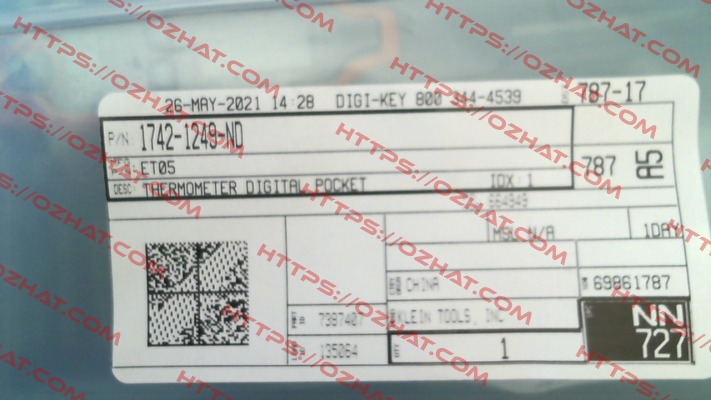 26-MAY-2021 14:28 DIGI-KEY 800 344-4539 787-17
P/N: 1742-1249-ND
ET05 787 A5
DESC: THERMOMETER DIGITAL POCKET IDX: 1
664949
MSL N/A 1DAY
CHINA 69861787
7387407 KLEIN TOOLS, INC NN
135064 1 727
HTTPS://OZHAT.COM